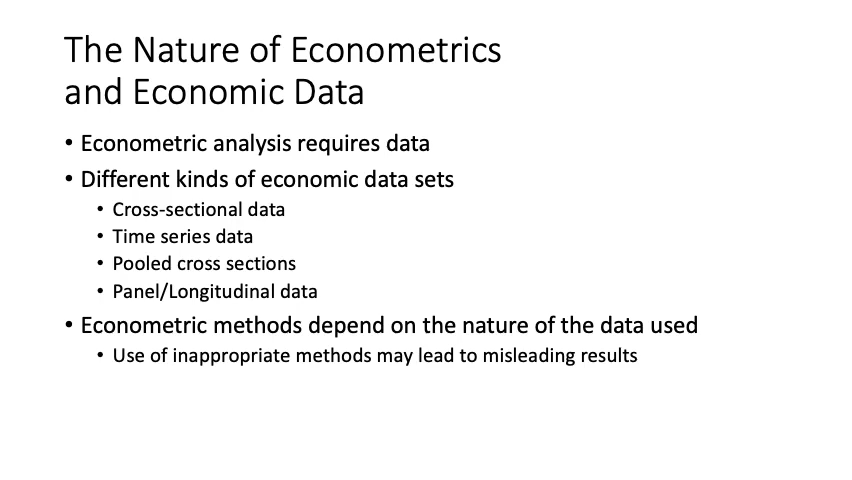 The Nature of Econometrics
and Economic Data
• Econometric analysis requires data
• Different kinds of economic data sets
• Cross-sectional data
• Time series data
• Pooled cross sections
• Panel/Longitudinal data
• Econometric methods depend on the nature of the data used
• Use of inappropriate methods may lead to misleading results